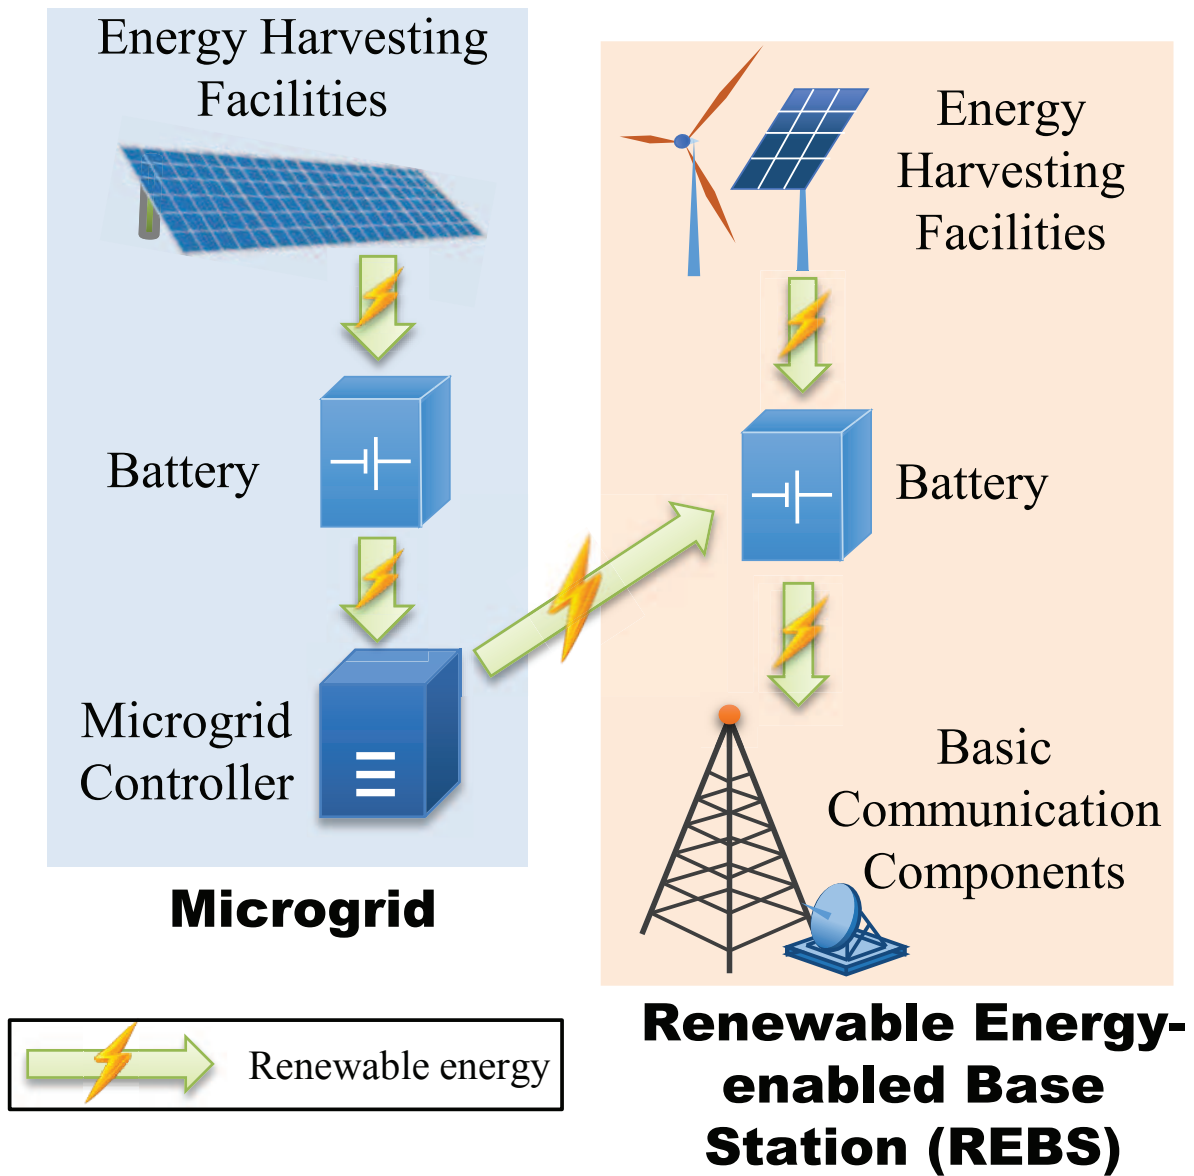 Energy Harvesting
Facilities
Battery
Microgrid
Controller
Microgrid
Energy
Harvesting
Facilities
Battery
Basic
Communication
Components
Renewable Energy-
enabled Base
Station (REBS)
Renewable energy